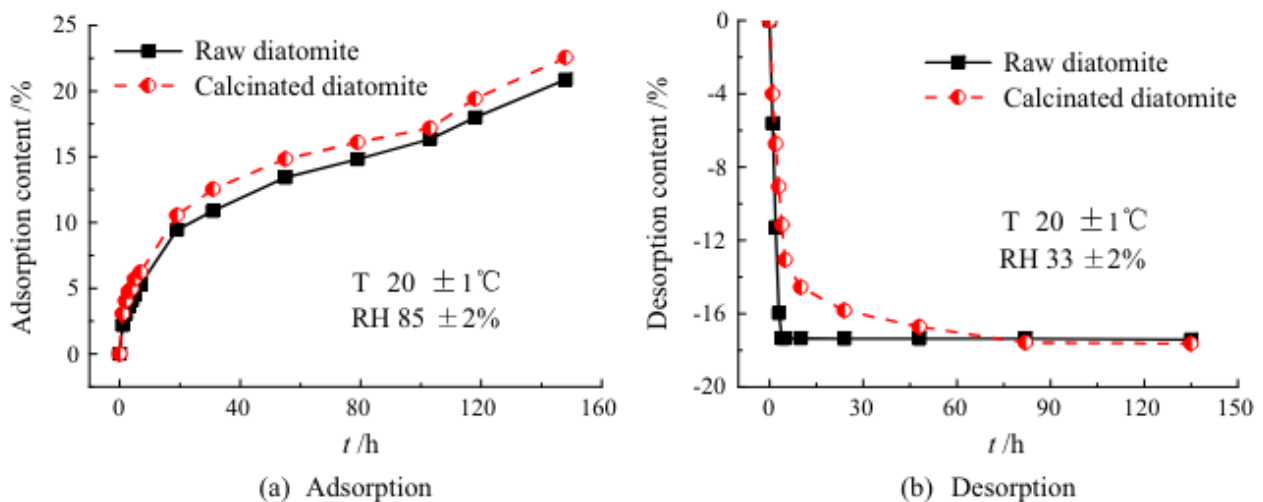 Adsorption content /%
25
20
15
10
5
0
Raw diatomite
Calcinated diatomite
T 20 ±1℃
RH 85 ±2%
0 40 80 120 160
t /h
(a) Adsorption
Desorption content /%
0
-4
-8
-12
-16
-20
Raw diatomite
Calcinated diatomite
T 20 ±1℃
RH 33 ±2%
0 30 60 90 120 150
t /h
(b) Desorption